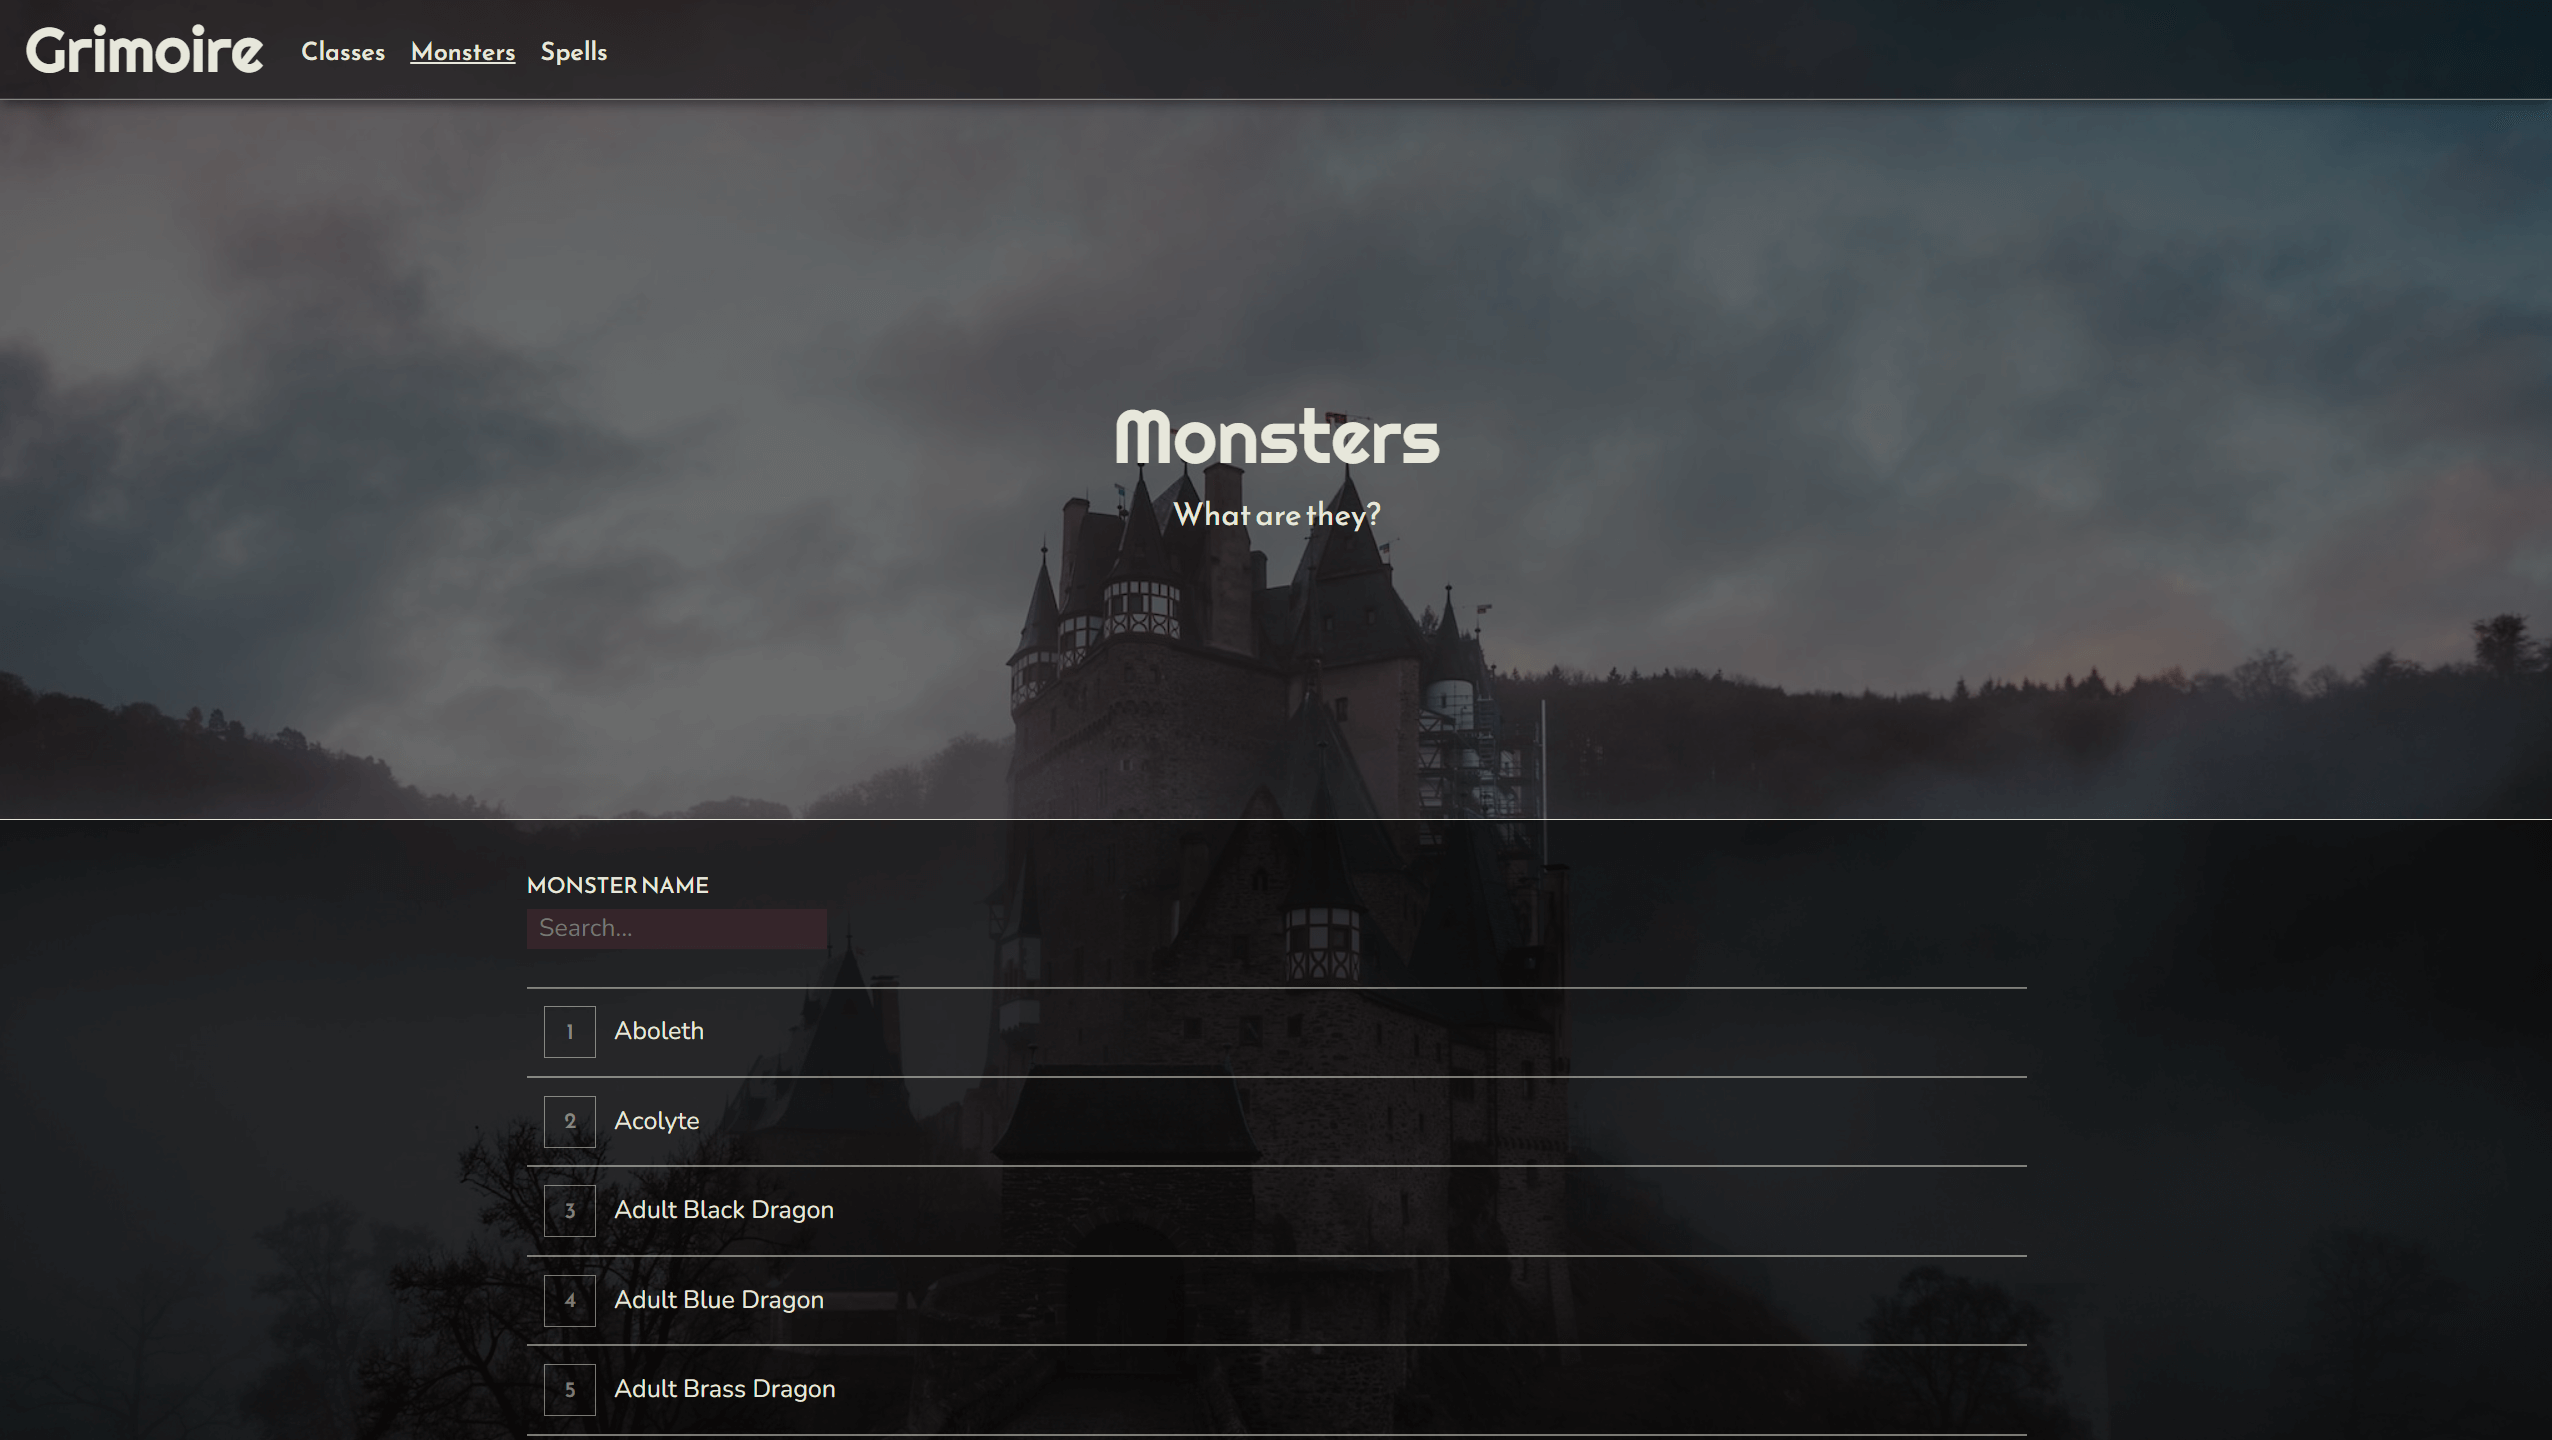 Grimoire Classes Monsters Spells
Monsters
What are they?
MONSTER NAME
Search...
1 Aboleth
2 Acolyte
3 Adult Black Dragon
4 Adult Blue Dragon
5 Adult Brass Dragon